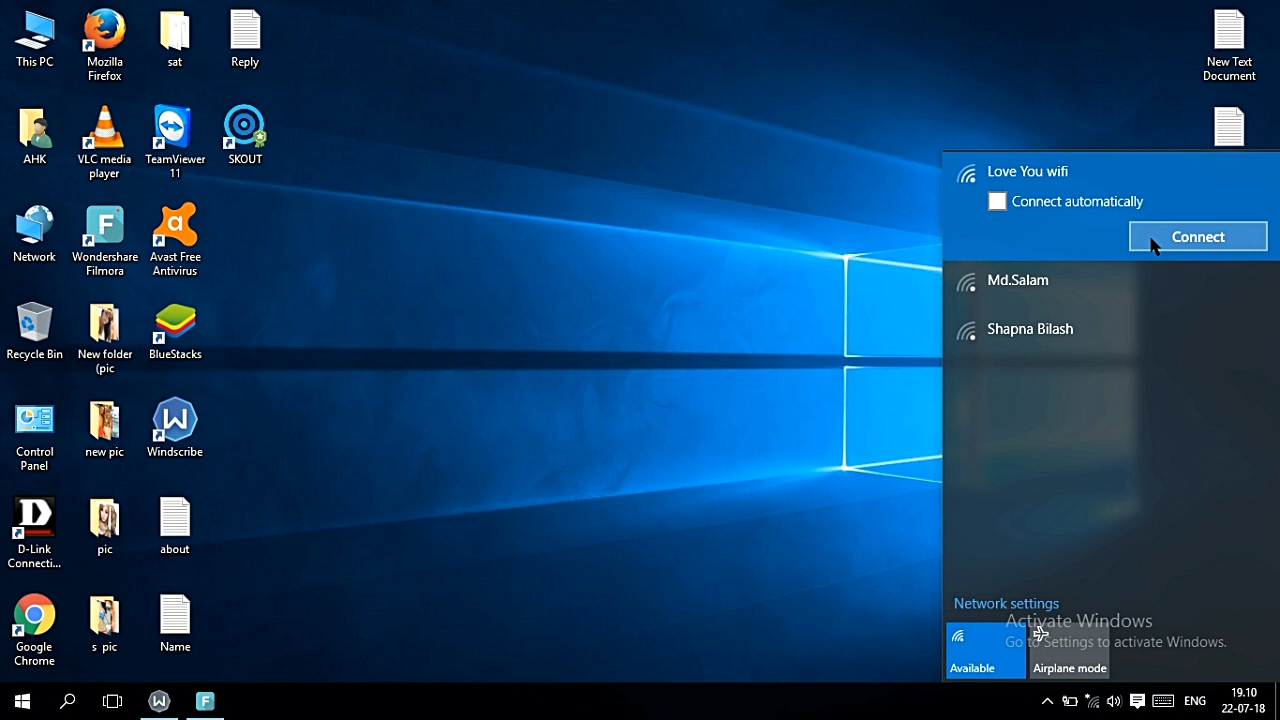 This PC
Mozilla
Firefox
sat
Reply
New Text
Document
AHK
VLC media
player
TeamViewer
11
SKOUT
Love You wifi
Connect automatically
Connect
Network
Wondershare
Filmora
Avast Free
Antivirus
Md.Salam
Shapna Bilash
Recycle Bin
New folder
(pic
BlueStacks
Control
Panel
new pic
Windscribe
D-Link
Connecti...
pic
about
Network settings
Activate Windows
Go to Settings to activate Windows.
Google
Chrome
s pic
Name
Available
Airplane mode
ENG
19.10
22-07-18